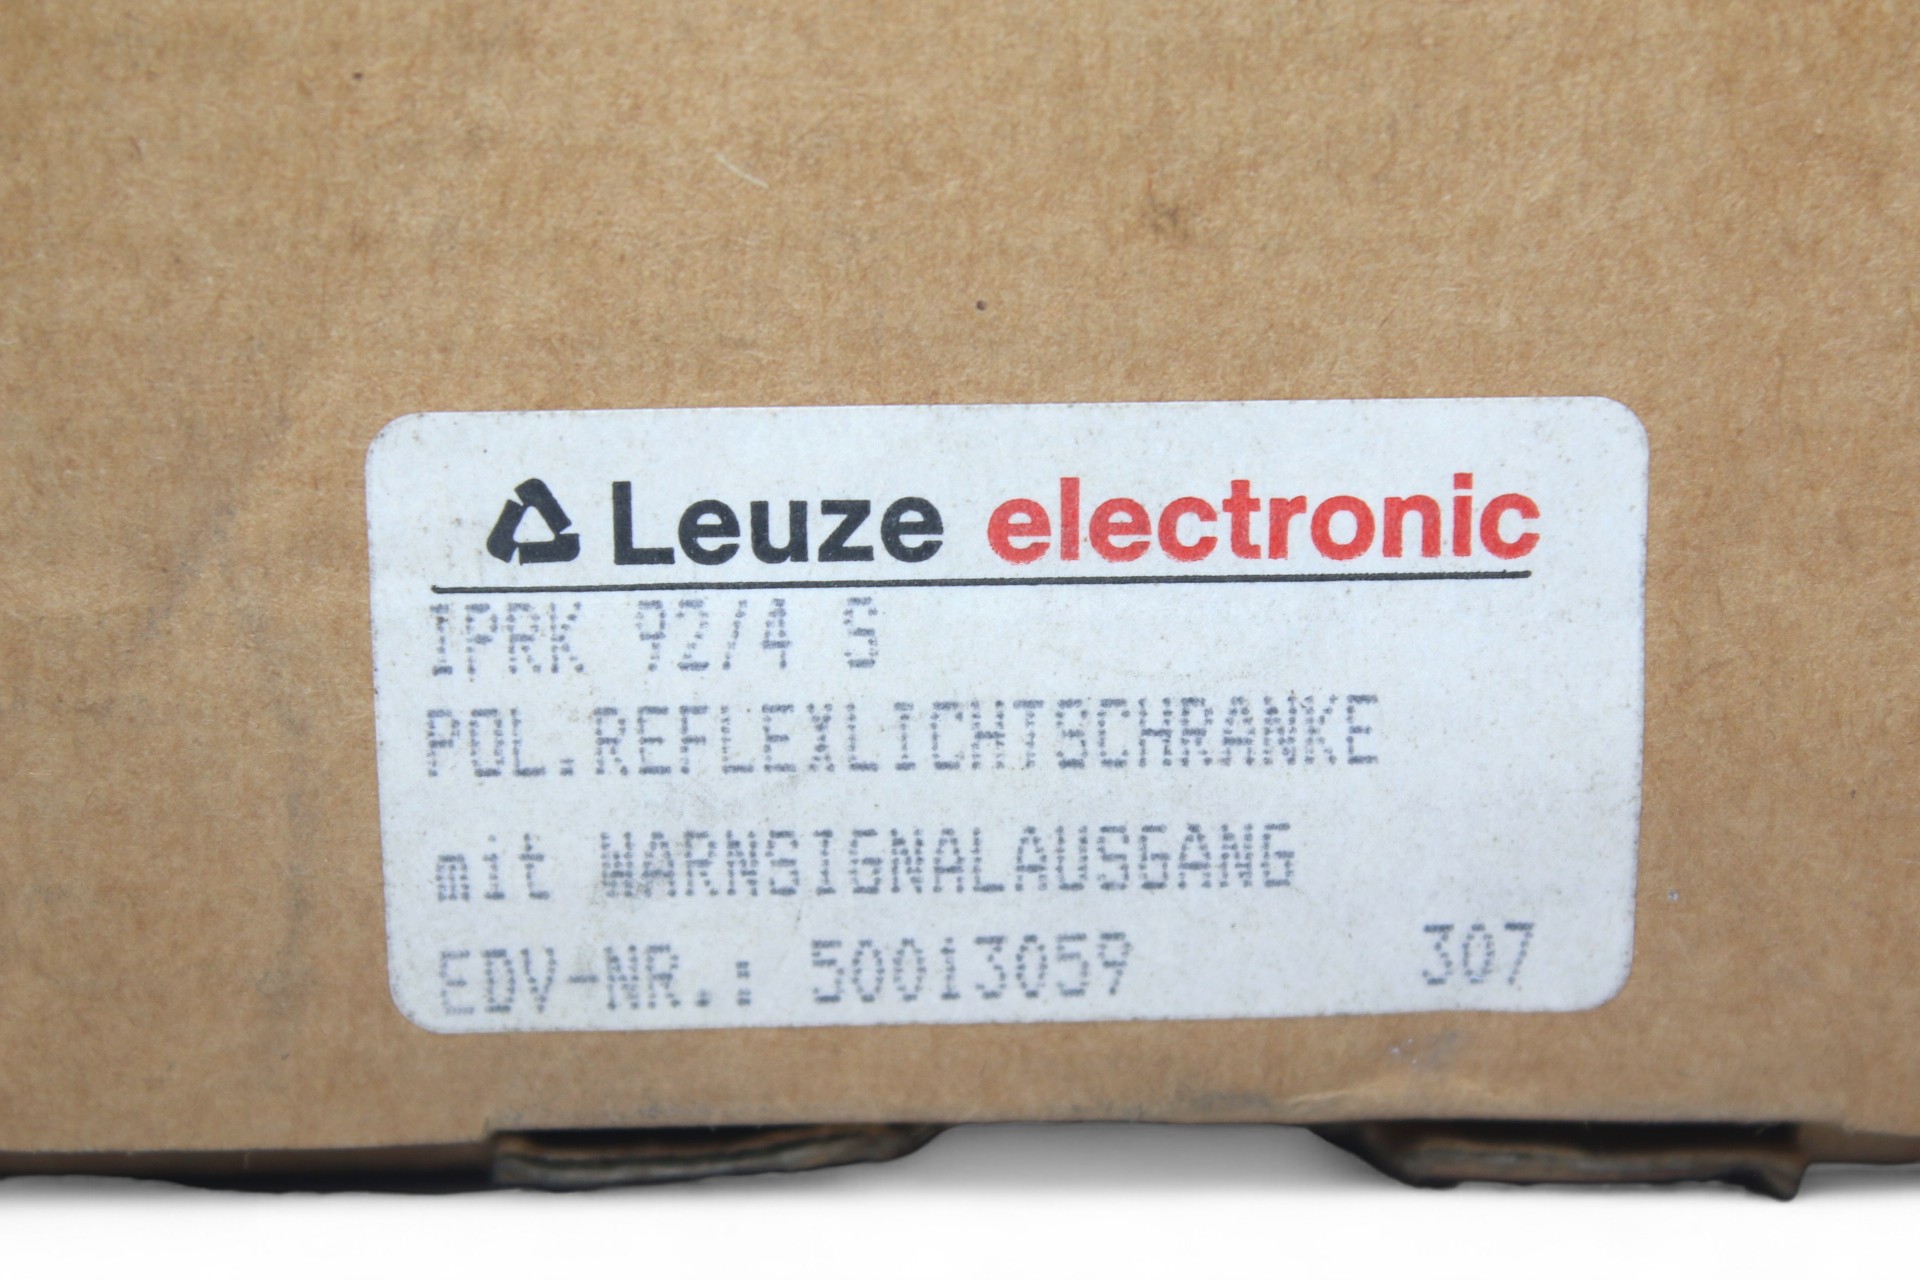 Leuze electronic
IPRK 92/4 S
POL.REFLEXLICHTSCHRANKE
mit WARNSIGNALAUSGANG
EDV-NR.: 50013059 307